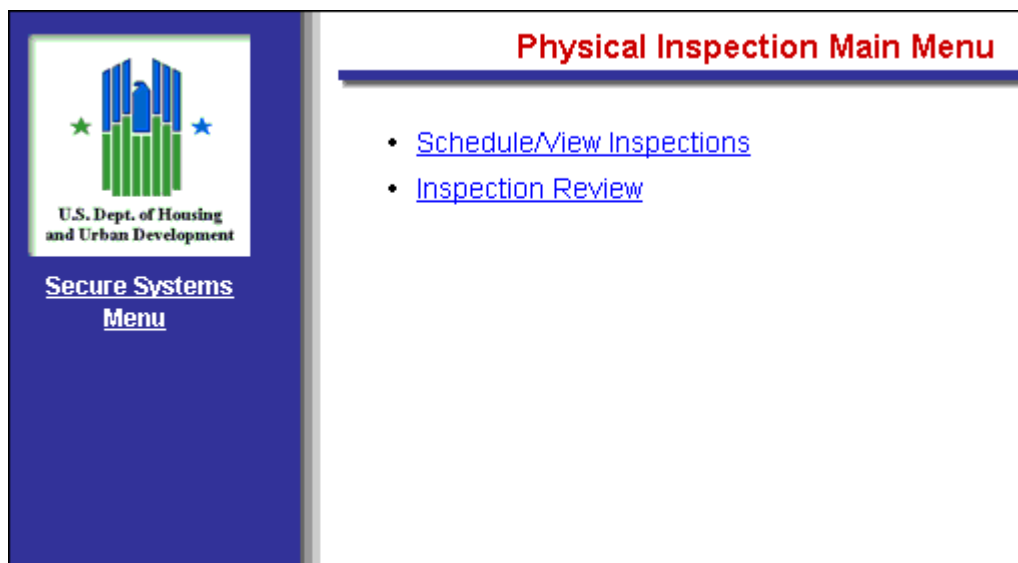 Physical Inspection Main Menu
U.S. Dept. of Housing
and Urban Development
Secure Systems
Menu
• Schedule/View Inspections
• Inspection Review